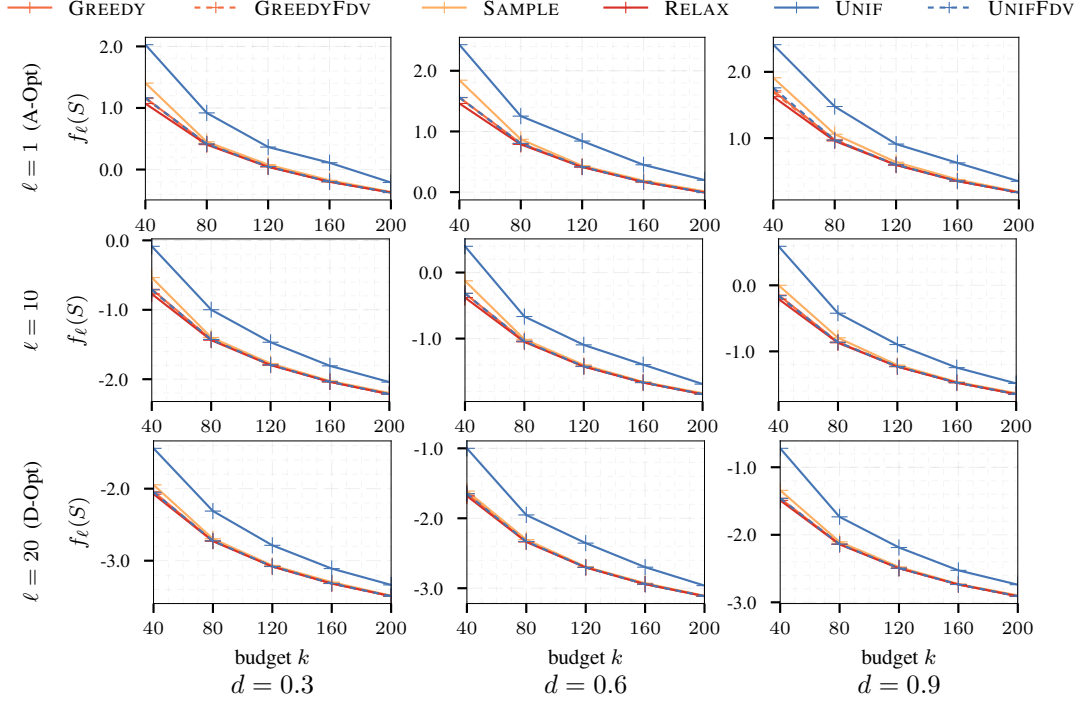 GREEDY GREEDYFDV SAMPLE RELAX UNIF UNIFFDV
ℓ = 1 (A-Opt)
fℓ(S)
2.0
1.0
0.0
40 80 120 160 200
2.0
1.0
0.0
40 80 120 160 200
2.0
1.0
40 80 120 160 200
ℓ = 10
fℓ(S)
0.0
-1.0
-2.0
40 80 120 160 200
0.0
-1.0
40 80 120 160 200
0.0
-1.0
40 80 120 160 200
ℓ = 20 (D-Opt)
fℓ(S)
-2.0
-3.0
40 80 120 160 200
budget k
d = 0.3
-1.0
-2.0
-3.0
40 80 120 160 200
budget k
d = 0.6
-1.0
-2.0
-3.0
40 80 120 160 200
budget k
d = 0.9